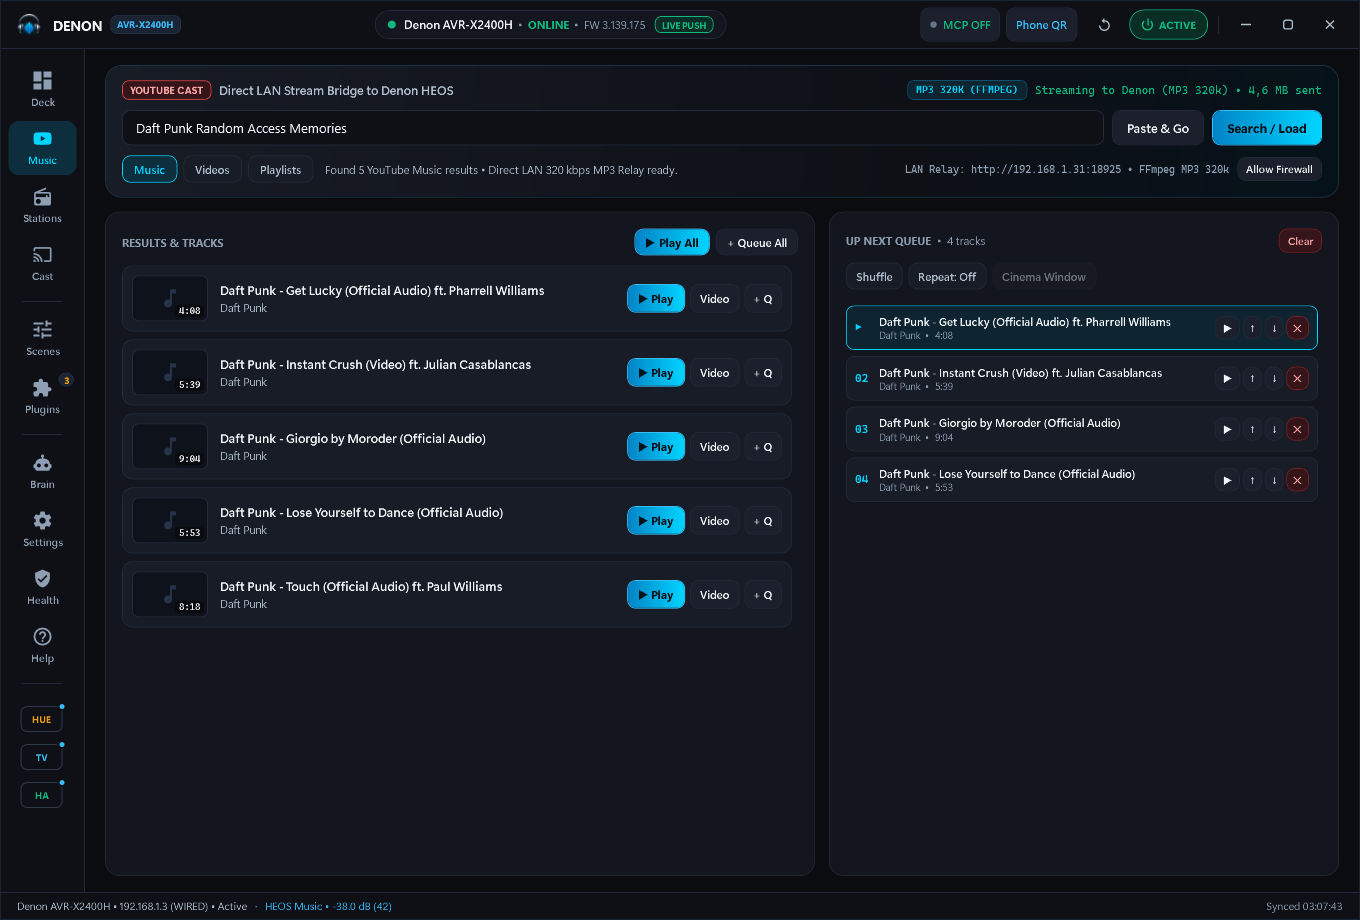 DENON AVR-X2400H
Denon AVR-X2400H • ONLINE • FW 3.139.175 LIVE PUSH
MCP OFF Phone QR ACTIVE
Deck
Music
Stations
Cast
Scenes
3
Plugins
Brain
Settings
Health
Help
HUE
TV
HA
YOUTUBE CAST Direct LAN Stream Bridge to Denon HEOS
MP3 320K (FFMPEG) Streaming to Denon (MP3 320k) • 4,6 MB sent
Daft Punk Random Access Memories
Paste & Go Search / Load
Music Videos Playlists Found 5 YouTube Music results • Direct LAN 320 kbps MP3 Relay ready.
LAN Relay: http://192.168.1.31:18925 • FFmpeg MP3 320k Allow Firewall
RESULTS & TRACKS
Play All + Queue All
4:08
Daft Punk - Get Lucky (Official Audio) ft. Pharrell Williams
Daft Punk
Play Video + Q
5:39
Daft Punk - Instant Crush (Video) ft. Julian Casablancas
Daft Punk
Play Video + Q
9:04
Daft Punk - Giorgio by Moroder (Official Audio)
Daft Punk
Play Video + Q
5:53
Daft Punk - Lose Yourself to Dance (Official Audio)
Daft Punk
Play Video + Q
8:18
Daft Punk - Touch (Official Audio) ft. Paul Williams
Daft Punk
Play Video + Q
UP NEXT QUEUE • 4 tracks
Clear
Shuffle Repeat: Off Cinema Window
Daft Punk - Get Lucky (Official Audio) ft. Pharrell Williams
Daft Punk • 4:08
02 Daft Punk - Instant Crush (Video) ft. Julian Casablancas
Daft Punk • 5:39
03 Daft Punk - Giorgio by Moroder (Official Audio)
Daft Punk • 9:04
04 Daft Punk - Lose Yourself to Dance (Official Audio)
Daft Punk • 5:53
Denon AVR-X2400H • 192.168.1.3 (WIRED) • Active · HEOS Music • -38.0 dB (42)
Synced 03:07:43